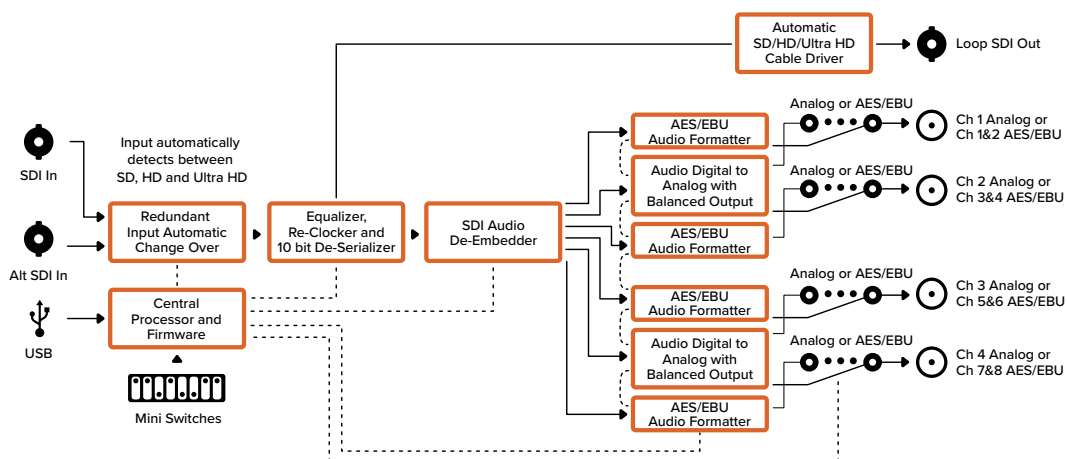 Automatic
SD/HD/Ultra HD
Cable Driver
Loop SDI Out
SDI In
Input automatically
detects between
SD, HD and Ultra HD
Alt SDI In
Redundant
Input Automatic
Change Over
Equalizer,
Re-Clocker and
10 bit De-Serializer
SDI Audio
De-Embedder
USB
Central
Processor and
Firmware
Mini Switches
AES/EBU
Audio Formatter
Audio Digital to
Analog with
Balanced Output
AES/EBU
Audio Formatter
AES/EBU
Audio Formatter
Audio Digital to
Analog with
Balanced Output
AES/EBU
Audio Formatter
Analog or AES/EBU
Ch 1 Analog or
Ch 1&2 AES/EBU
Analog or AES/EBU
Ch 2 Analog or
Ch 3&4 AES/EBU
Analog or AES/EBU
Ch 3 Analog or
Ch 5&6 AES/EBU
Analog or AES/EBU
Ch 4 Analog or
Ch 7&8 AES/EBU